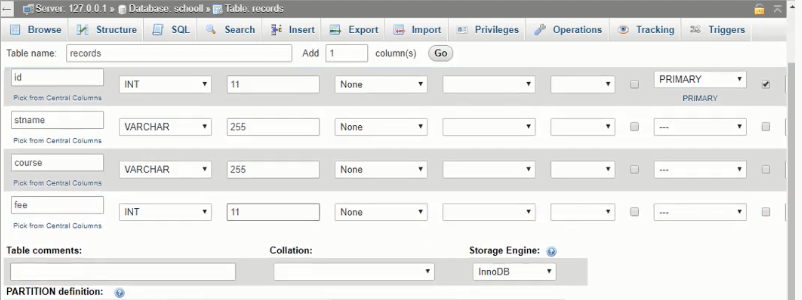 Server: 127.0.0.1 » Database: schooll » Table: records
Browse Structure SQL Search Insert Export Import Privileges Operations Tracking Triggers
Table name: records Add 1 column(s) Go
id INT 11 None PRIMARY
Pick from Central Columns PRIMARY
stname VARCHAR 255 None ---
Pick from Central Columns
course VARCHAR 255 None ---
Pick from Central Columns
fee INT 11 None ---
Pick from Central Columns
Table comments: Collation: Storage Engine:
InnoDB
PARTITION definition: